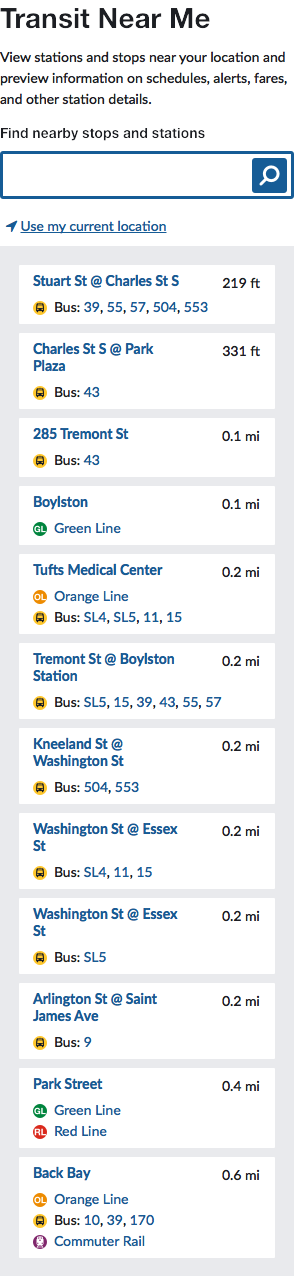 Transit Near Me
View stations and stops near your location and
preview information on schedules, alerts, fares,
and other station details.
Find nearby stops and stations
Use my current location
Stuart St @ Charles St S 219 ft
Bus: 39, 55, 57, 504, 553
Charles St S @ Park 331 ft
Plaza
Bus: 43
285 Tremont St 0.1 mi
Bus: 43
Boylston 0.1 mi
GL Green Line
Tufts Medical Center 0.2 mi
OL Orange Line
Bus: SL4, SL5, 11, 15
Tremont St @ Boylston 0.2 mi
Station
Bus: SL5, 15, 39, 43, 55, 57
Kneeland St @ 0.2 mi
Washington St
Bus: 504, 553
Washington St @ Essex 0.2 mi
St
Bus: SL4, 11, 15
Washington St @ Essex 0.2 mi
St
Bus: SL5
Arlington St @ Saint 0.2 mi
James Ave
Bus: 9
Park Street 0.4 mi
GL Green Line
RL Red Line
Back Bay 0.6 mi
OL Orange Line
Bus: 10, 39, 170
Commuter Rail